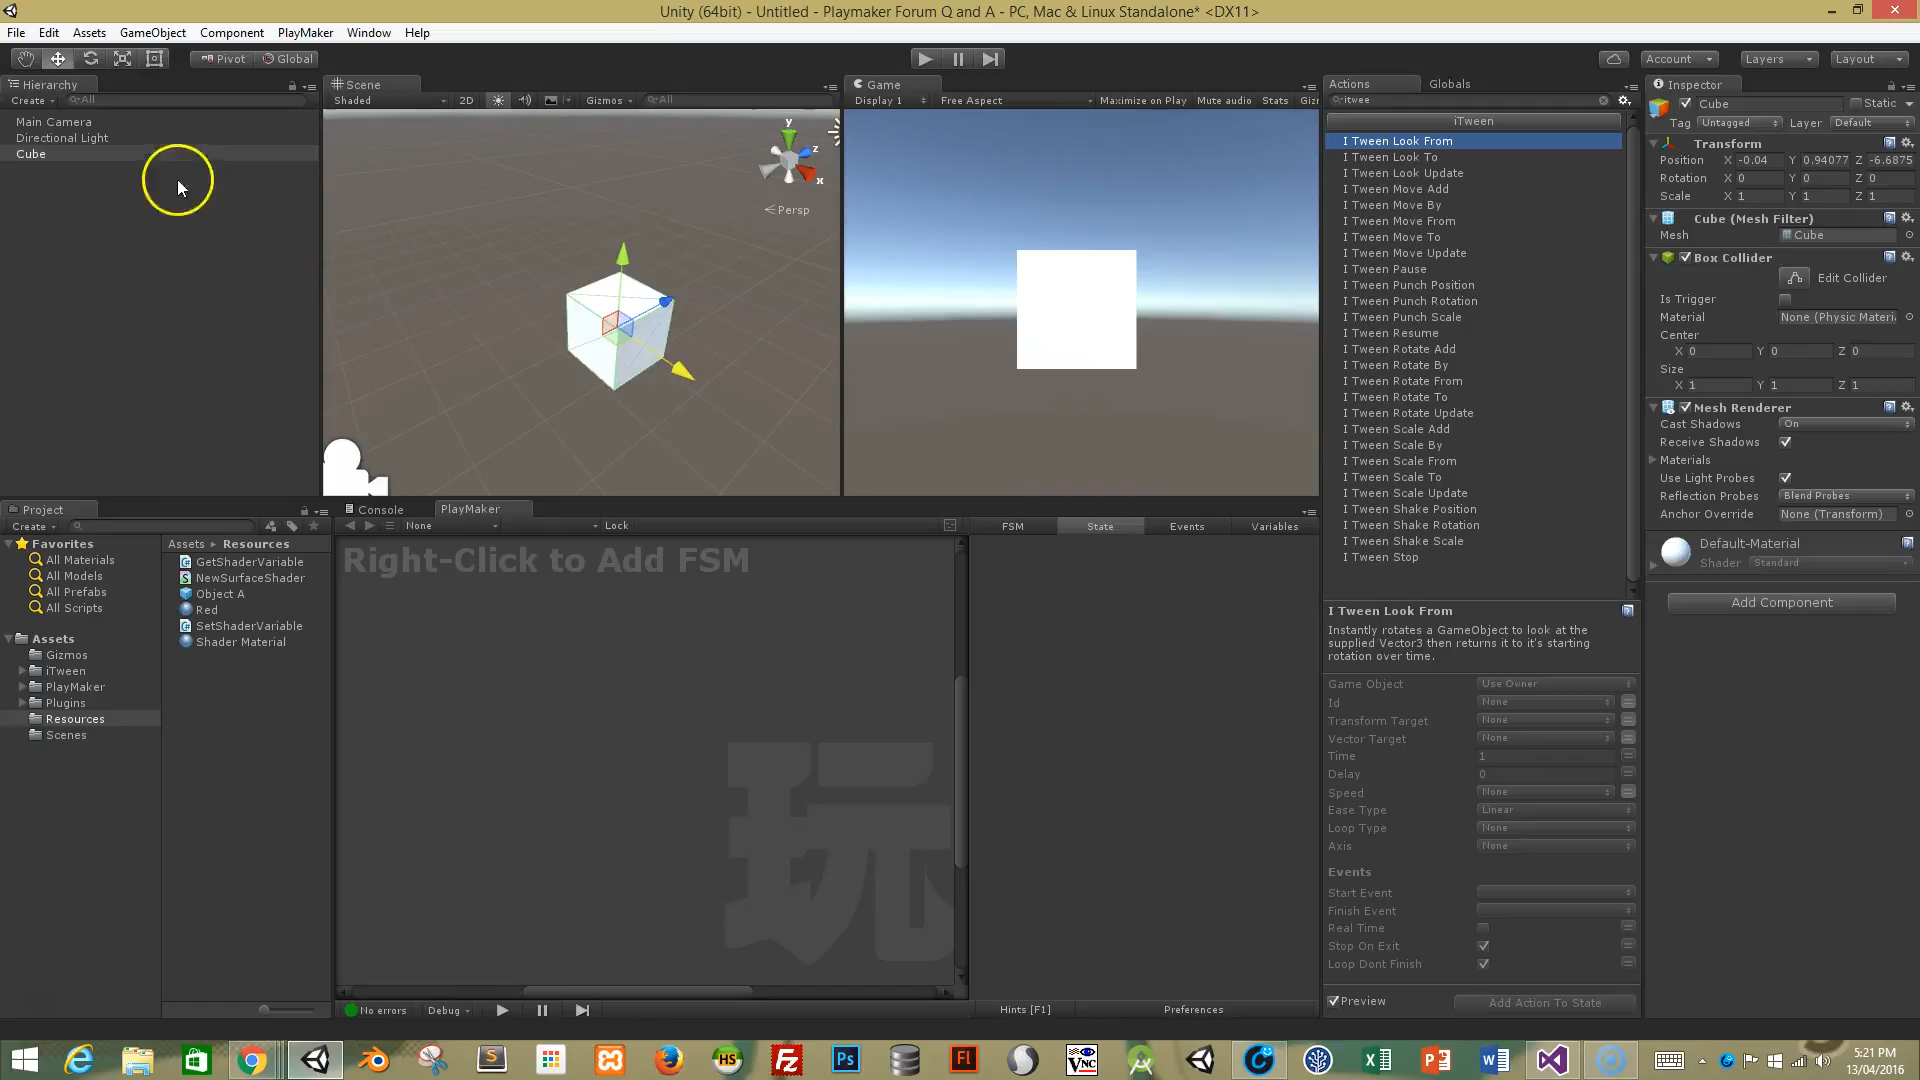 Unity (64bit) - Untitled - Playmaker Forum Q and A - PC, Mac & Linux Standalone* <DX11>
File Edit Assets GameObject Component PlayMaker Window Help
Pivot Global
Account Layers Layout
Hierarchy
Create All
Main Camera
Directional Light
Cube
Scene
Shaded 2D Gizmos All
y
z
x
Persp
Game
Display 1 Free Aspect Maximize on Play Mute audio Stats Giz
Actions Globals
itwee
iTween
I Tween Look From
I Tween Look To
I Tween Look Update
I Tween Move Add
I Tween Move By
I Tween Move From
I Tween Move To
I Tween Move Update
I Tween Pause
I Tween Punch Position
I Tween Punch Rotation
I Tween Punch Scale
I Tween Resume
I Tween Rotate Add
I Tween Rotate By
I Tween Rotate From
I Tween Rotate To
I Tween Rotate Update
I Tween Scale Add
I Tween Scale By
I Tween Scale From
I Tween Scale To
I Tween Scale Update
I Tween Shake Position
I Tween Shake Rotation
I Tween Shake Scale
I Tween Stop
I Tween Look From
Instantly rotates a GameObject to look at the
supplied Vector3 then returns it to it's starting
rotation over time.
Game Object Use Owner
Id None
Transform Target None
Vector Target None
Time 1
Delay 0
Speed None
Ease Type Linear
Loop Type None
Axis None
Events
Start Event
Finish Event
Real Time
Stop On Exit
Loop Dont Finish
Preview Add Action To State
Inspector
Cube Static
Tag Untagged Layer Default
Transform
Position X -0.04 Y 0.94077 Z -6.6875
Rotation X 0 Y 0 Z 0
Scale X 1 Y 1 Z 1
Cube (Mesh Filter)
Mesh Cube
Box Collider
Edit Collider
Is Trigger
Material None (Physic Materi
Center
X 0 Y 0 Z 0
Size
X 1 Y 1 Z 1
Mesh Renderer
Cast Shadows On
Receive Shadows
Materials
Use Light Probes
Reflection Probes Blend Probes
Anchor Override None (Transform)
Default-Material
Shader Standard
Add Component
Project
Create
Favorites
All Materials
All Models
All Prefabs
All Scripts
Assets
Gizmos
iTween
PlayMaker
Plugins
Resources
Scenes
Assets Resources
GetShaderVariable
NewSurfaceShader
Object A
Red
SetShaderVariable
Shader Material
Console PlayMaker
None Lock
FSM State Events Variables
Right-Click to Add FSM
玩
No errors Debug
Hints [F1] Preferences
5:21 PM
13/04/2016